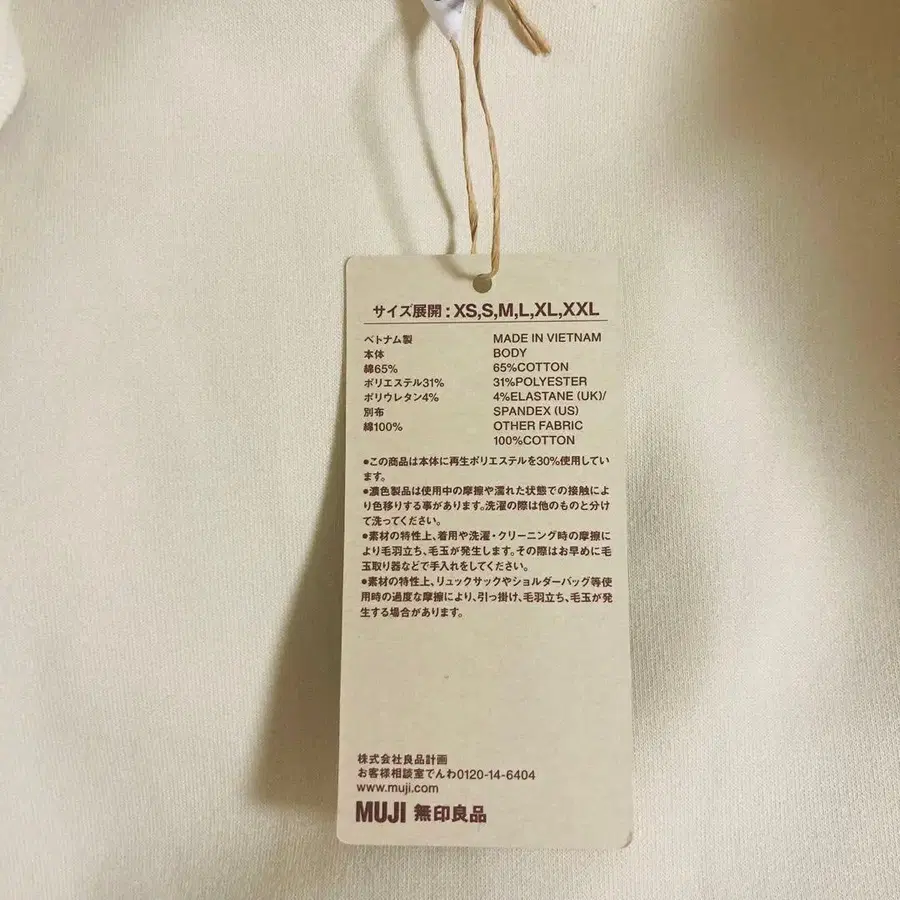 サイズ展開：XS,S,M,L,XL,XXL
ベトナム製
本体
綿65%
ポリエステル31%
ポリウレタン4%
別布
綿100%
MADE IN VIETNAM
BODY
65%COTTON
31%POLYESTER
4%ELASTANE (UK)/
SPANDEX (US)
OTHER FABRIC
100%COTTON
●この商品は本体に再生ポリエステルを30%使用してい
ます。
●濃色製品は使用中の摩擦や濡れた状態での接触によ
り色移りする事があります。洗濯の際は他のものと分け
て洗ってください。
●素材の特性上、着用や洗濯・クリーニング時の摩擦に
より毛羽立ち、毛玉が発生します。その際はお早めに毛
玉取り器などで手入れをしてください。
●素材の特性上、リュックサックやショルダーバッグ等使
用時の過度な摩擦により、引っ掛け、毛羽立ち、毛玉が発
生する場合があります。
株式会社良品計画
お客様相談室でんわ0120-14-6404
www.muji.com
MUJI 無印良品